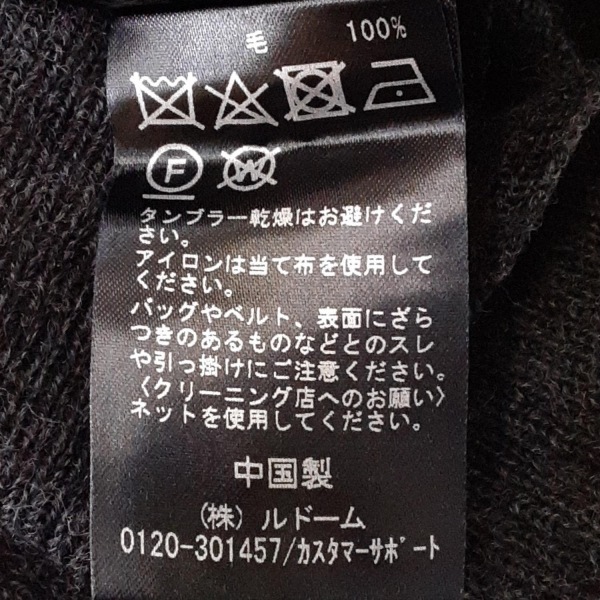 毛 100%
F W
タンブラー乾燥はお避けくだ
さい。
アイロンは当て布を使用して
ください。
バッグやベルト、表面にざら
つきのあるものなどとのスレ
や引っ掛けにご注意ください。
〈クリーニング店へのお願い〉
ネットを使用してください。
中国製
(株)ルドーム
0120-301457/カスタマーサポート